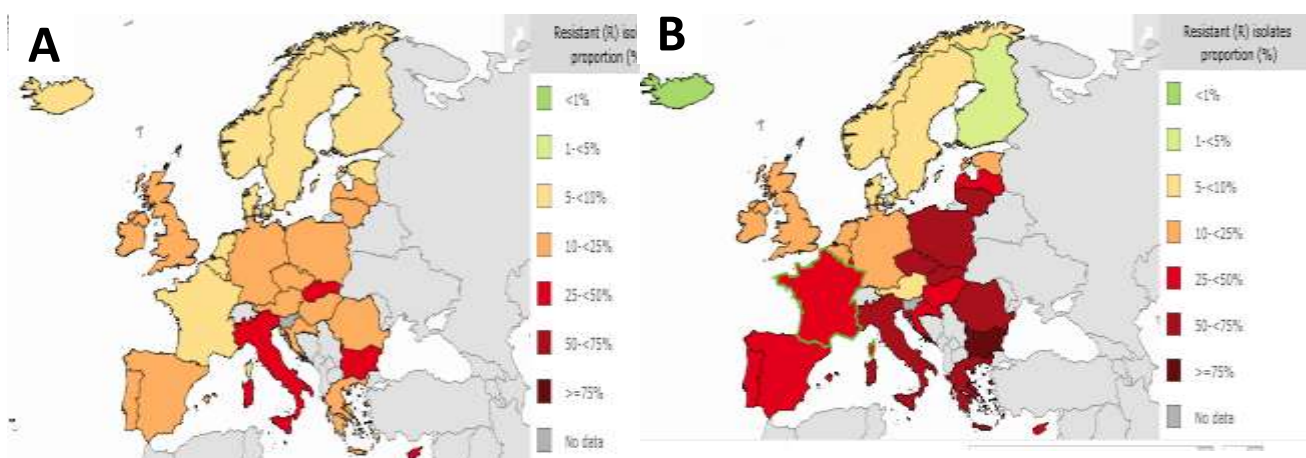 A
Resistant (R) iso
proportion (%
<1%
1-<5%
5-<10%
10-<25%
25-<50%
50-<75%
>=75%
No data
B
Resistant (R) isolates
proportion (%)
<1%
1-<5%
5-<10%
10-<25%
25-<50%
50-<75%
>=75%
No data